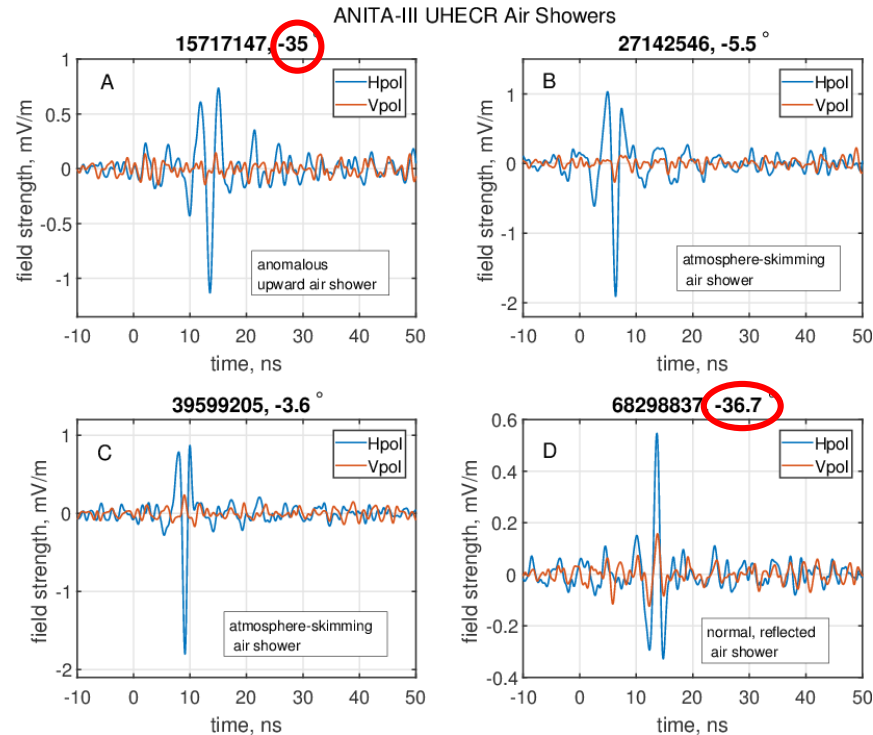 ANITA-III UHECR Air Showers
15717147, -35 °
A
Hpol
Vpol
1
0.5
0
-0.5
-1
field strength, mV/m
anomalous
upward air shower
-10 0 10 20 30 40 50
time, ns
27142546, -5.5 °
B
Hpol
Vpol
1
0
-1
-2
field strength, mV/m
atmosphere-skimming
air shower
-10 0 10 20 30 40 50
time, ns
39599205, -3.6 °
C
Hpol
Vpol
1
0
-1
-2
field strength, mV/m
atmosphere-skimming
air shower
-10 0 10 20 30 40 50
time, ns
68298837 -36.7 °
D
Hpol
Vpol
0.6
0.4
0.2
0
-0.2
-0.4
field strength, mV/m
normal, reflected
air shower
-10 0 10 20 30 40 50
time, ns